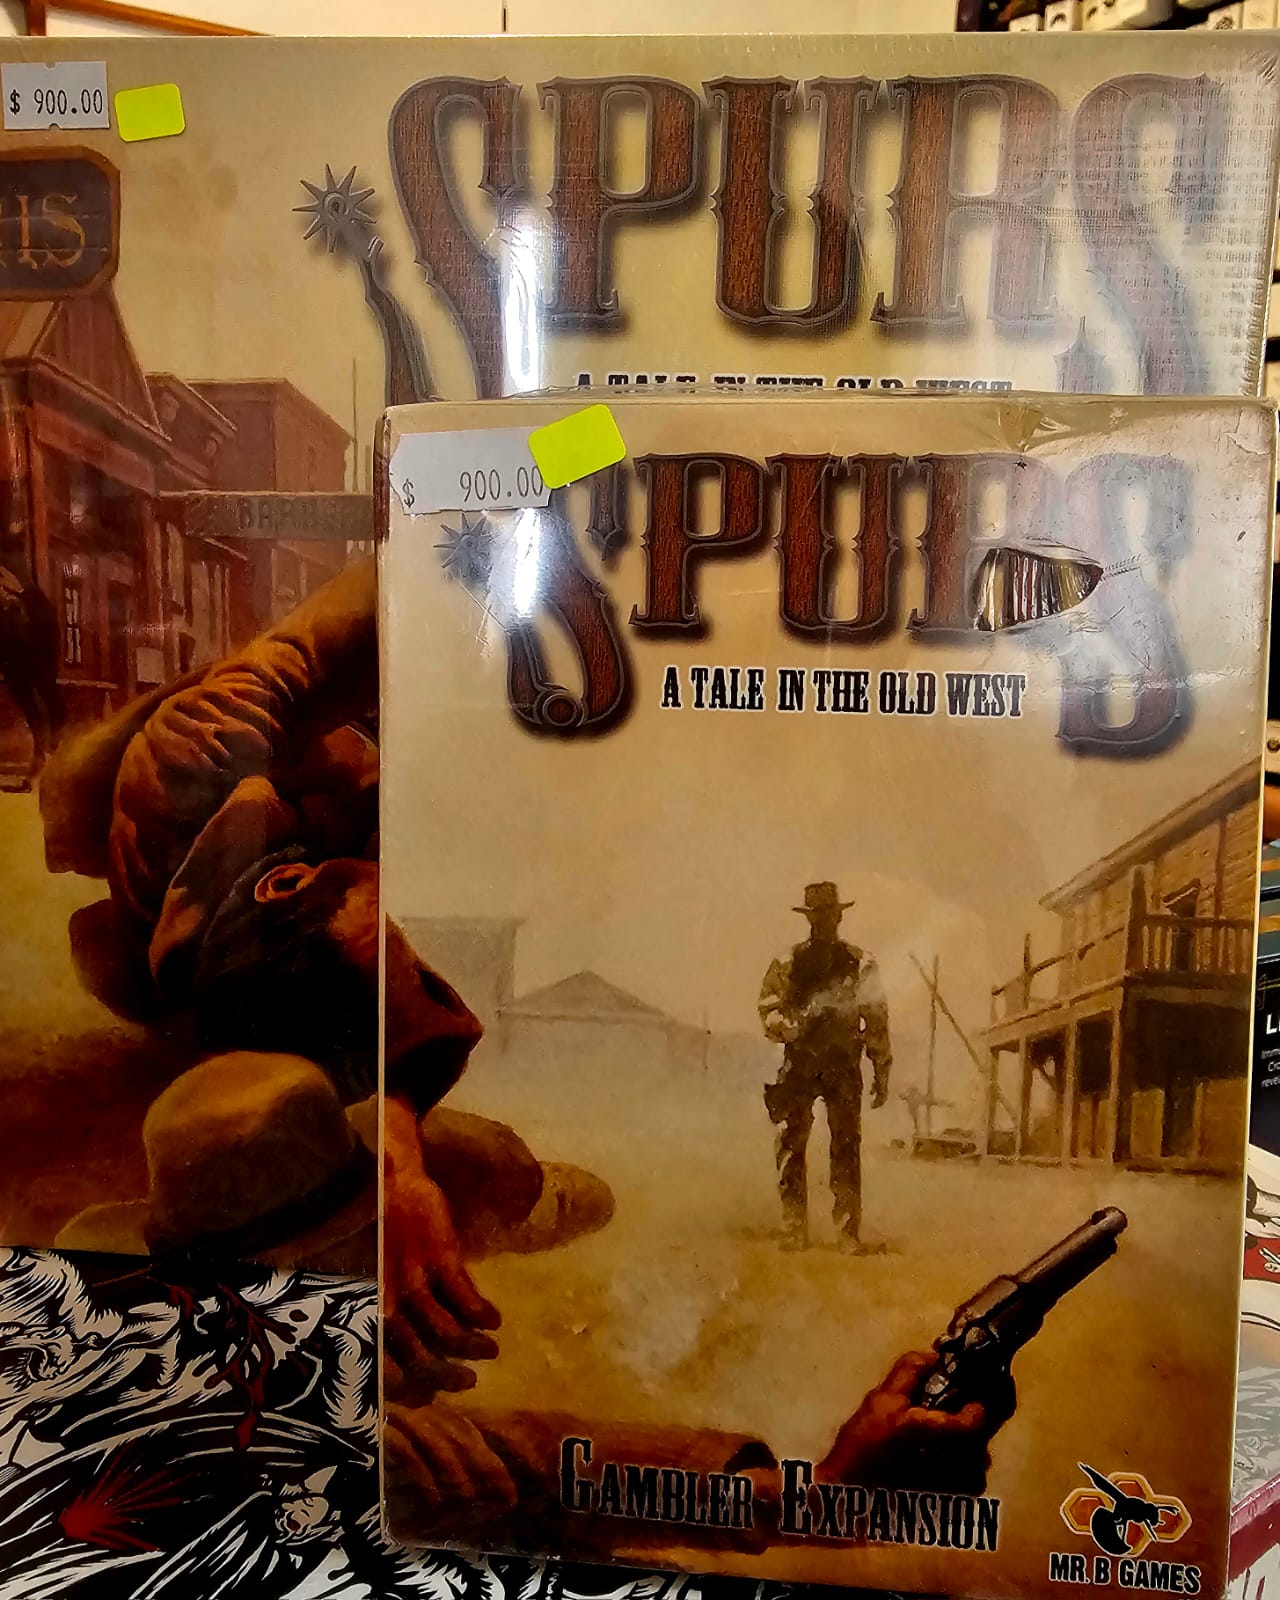 $ 900.00
SPURS
A TALE IN THE OLD WEST
$ 900.00
SPURS
A TALE IN THE OLD WEST
GAMBLER EXPANSION
MR. B GAMES